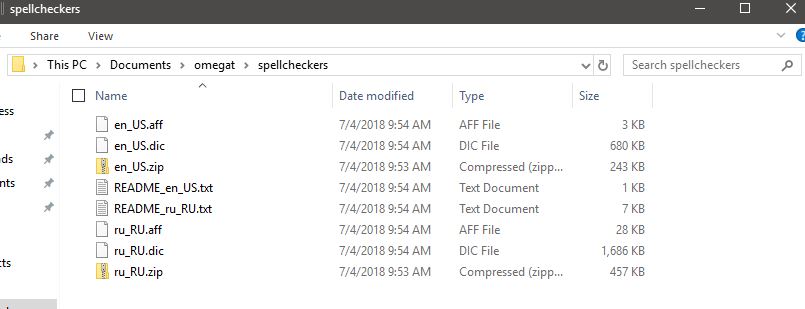 spellcheckers
Share View
This PC > Documents > omegat > spellcheckers Search spellcheckers
Name Date modified Type Size
ess
en_US.aff 7/4/2018 9:54 AM AFF File 3 KB
en_US.dic 7/4/2018 9:54 AM DIC File 680 KB
ads en_US.zip 7/4/2018 9:53 AM Compressed (zipp... 243 KB
nts README_en_US.txt 7/4/2018 9:54 AM Text Document 1 KB
README_ru_RU.txt 7/4/2018 9:54 AM Text Document 7 KB
ru_RU.aff 7/4/2018 9:54 AM AFF File 28 KB
ru_RU.dic 7/4/2018 9:54 AM DIC File 1,686 KB
cts ru_RU.zip 7/4/2018 9:53 AM Compressed (zipp... 457 KB